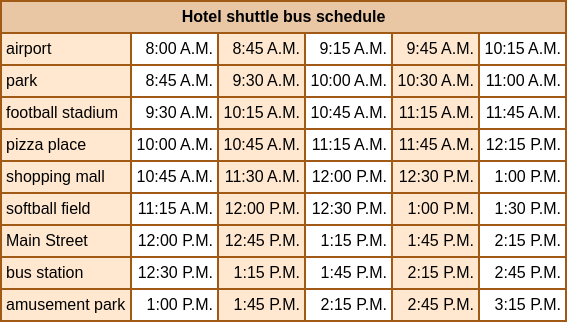 Hotel shuttle bus schedule
airport 8:00 A.M. 8:45 A.M. 9:15 A.M. 9:45 A.M. 10:15 A.M.
park 8:45 A.M. 9:30 A.M. 10:00 A.M. 10:30 A.M. 11:00 A.M.
football stadium 9:30 A.M. 10:15 A.M. 10:45 A.M. 11:15 A.M. 11:45 A.M.
pizza place 10:00 A.M. 10:45 A.M. 11:15 A.M. 11:45 A.M. 12:15 P.M.
shopping mall 10:45 A.M. 11:30 A.M. 12:00 P.M. 12:30 P.M. 1:00 P.M.
softball field 11:15 A.M. 12:00 P.M. 12:30 P.M. 1:00 P.M. 1:30 P.M.
Main Street 12:00 P.M. 12:45 P.M. 1:15 P.M. 1:45 P.M. 2:15 P.M.
bus station 12:30 P.M. 1:15 P.M. 1:45 P.M. 2:15 P.M. 2:45 P.M.
amusement park 1:00 P.M. 1:45 P.M. 2:15 P.M. 2:45 P.M. 3:15 P.M.